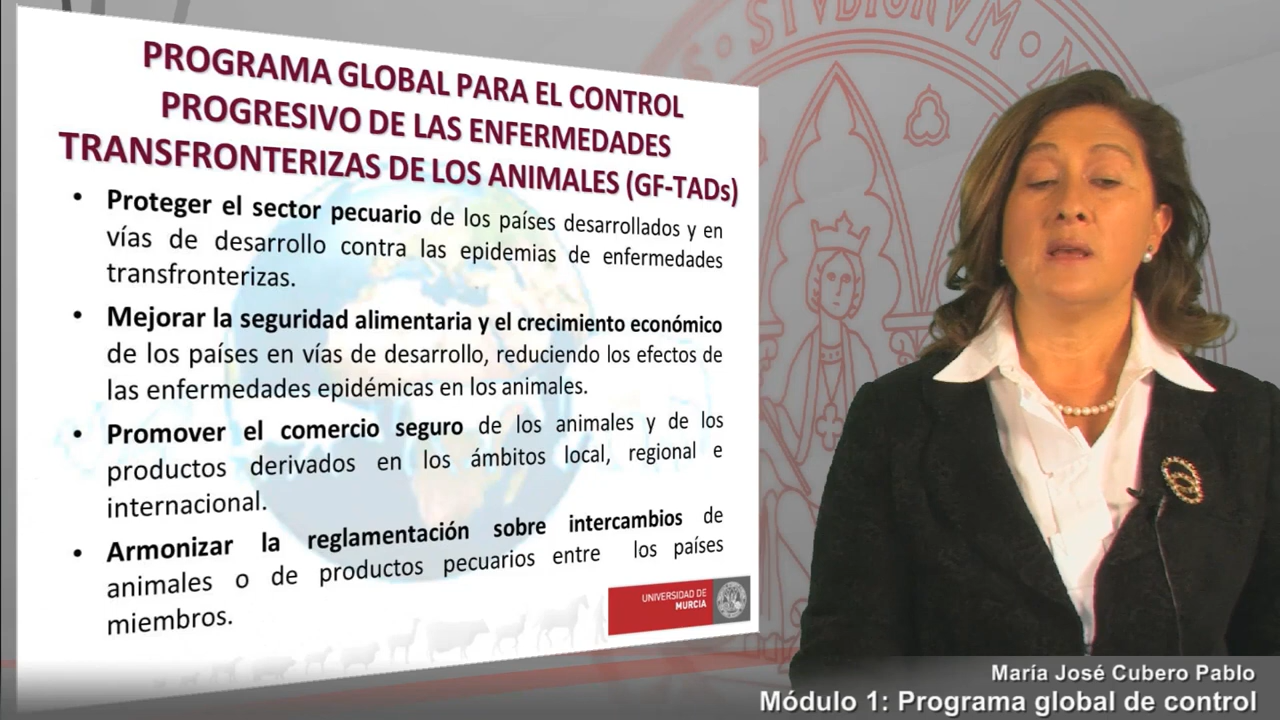 PROGRAMA GLOBAL PARA EL CONTROL
PROGRESIVO DE LAS ENFERMEDADES
TRANSFRONTERIZAS DE LOS ANIMALES (GF-TADs)
• Proteger el sector pecuario de los países desarrollados y en
vías de desarrollo contra las epidemias de enfermedades
transfronterizas.
• Mejorar la seguridad alimentaria y el crecimiento económico
de los países en vías de desarrollo, reduciendo los efectos de
las enfermedades epidémicas en los animales.
• Promover el comercio seguro de los animales y de los
productos derivados en los ámbitos local, regional e
internacional.
• Armonizar la reglamentación sobre intercambios de
animales o de productos pecuarios entre los países
miembros.
UNIVERSIDAD DE
MURCIA
STVDIORVM
María José Cubero Pablo
Módulo 1: Programa global de control